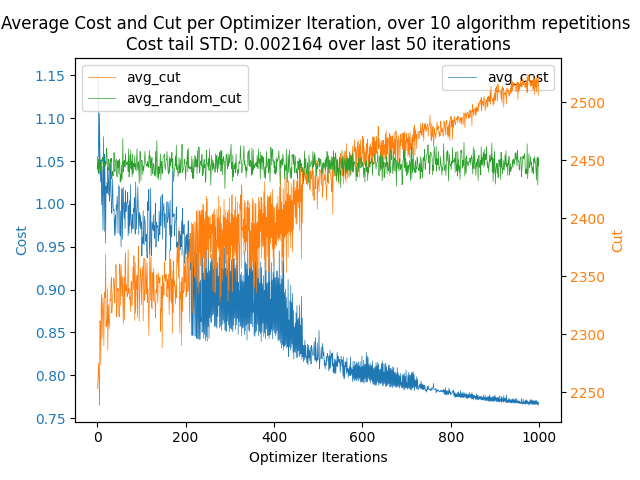 Average Cost and Cut per Optimizer Iteration, over 10 algorithm repetitions
Cost tail STD: 0.002164 over last 50 iterations
avg_cut
avg_random_cut
avg_cost
1.15
1.10
1.05
1.00
0.95
0.90
0.85
0.80
0.75
Cost
2500
2450
2400
2350
2300
2250
Cut
0
200
400
600
800
1000
Optimizer Iterations